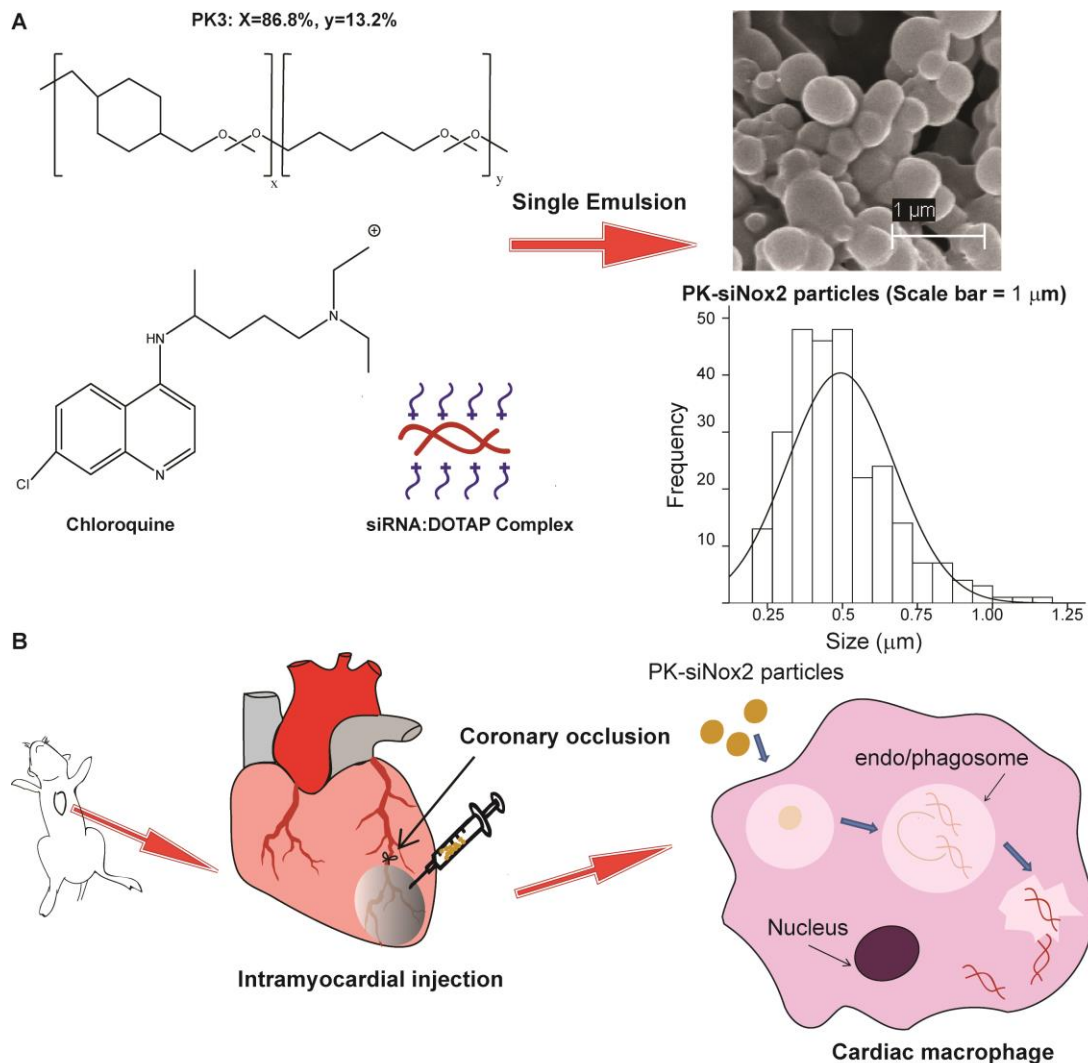 A
PK3: X=86.8%, y=13.2%
O
O
x
O
O
y
Single Emulsion
1 μm
PK-siNox2 particles (Scale bar = 1 μm)
⊕
HN
N
Cl
N
Chloroquine
siRNA:DOTAP Complex
50
40
30
20
10
Frequency
0.25
0.5
0.75
1.00
1.25
Size (μm)
B
PK-siNox2 particles
Coronary occlusion
endo/phagosome
Nucleus
Intramyocardial injection
Cardiac macrophage